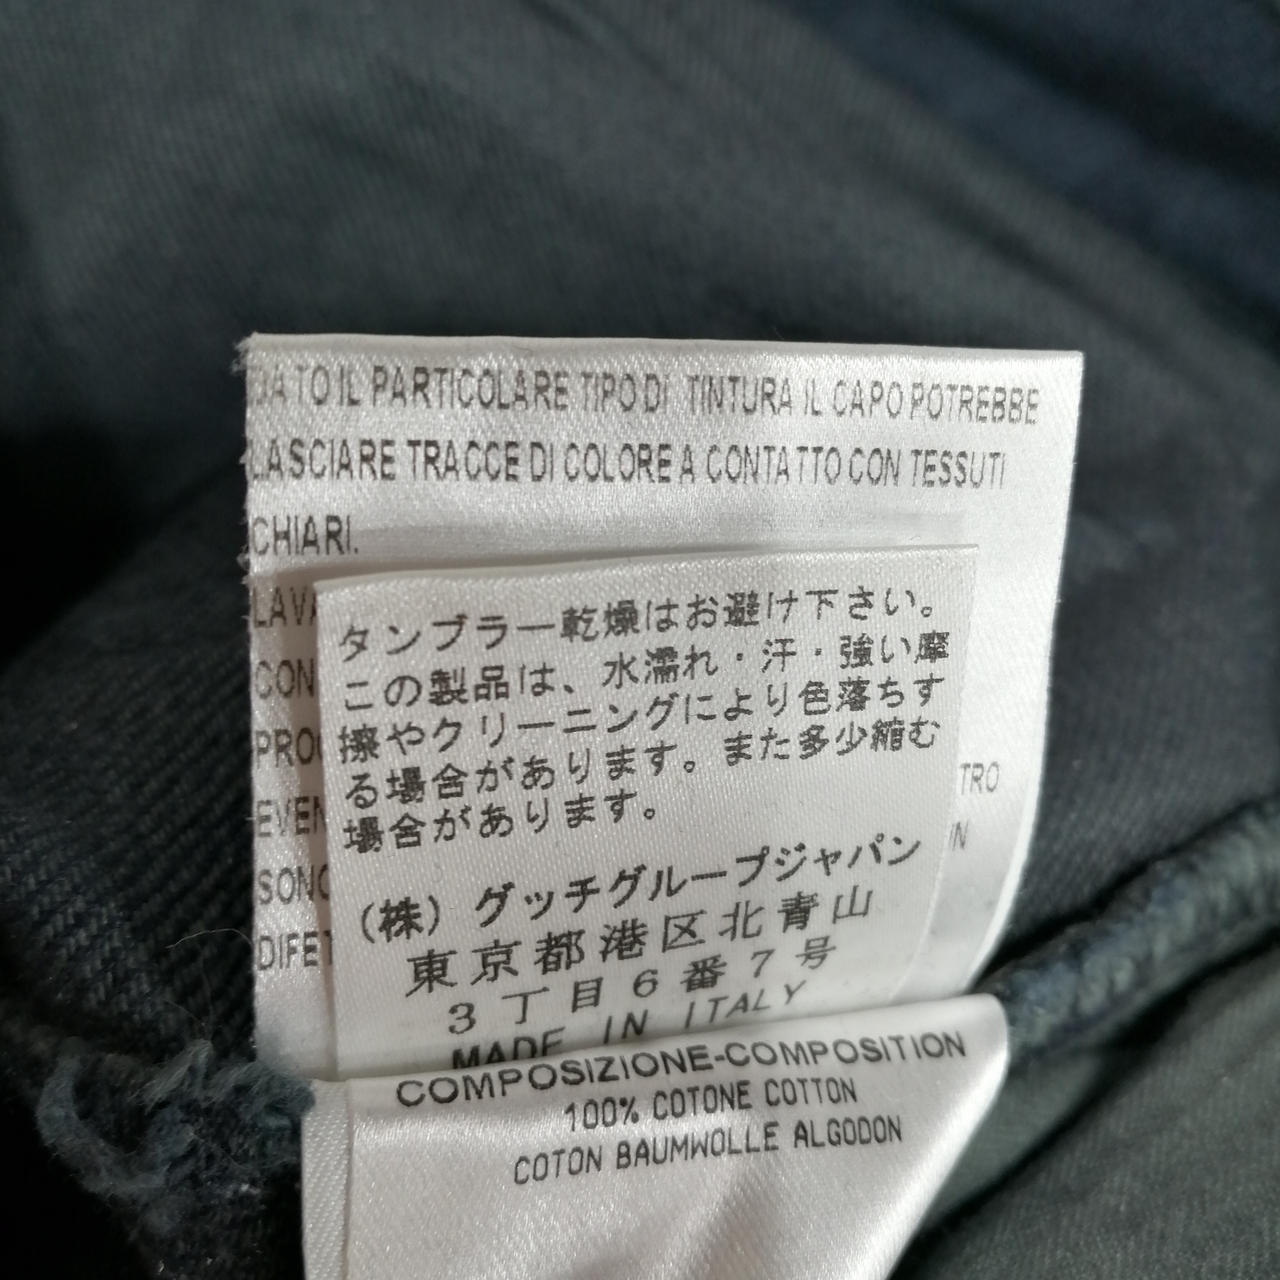 DATO IL PARTICOLARE TIPO DI TINTURA IL CAPO POTREBBE
LASCIARE TRACCE DI COLORE A CONTATTO CON TESSUTI
CHIARI.
タンブラー乾燥はお避け下さい。
この製品は、水濡れ・汗・強い摩
擦やクリーニングにより色落ちす
る場合があります。また多少縮む
場合があります。
(株)グッチグループジャパン
東京都港区北青山
3丁目6番7号
MADE IN ITALY
COMPOSIZIONE-COMPOSITION
100% COTONE COTTON
COTON BAUMWOLLE ALGODON